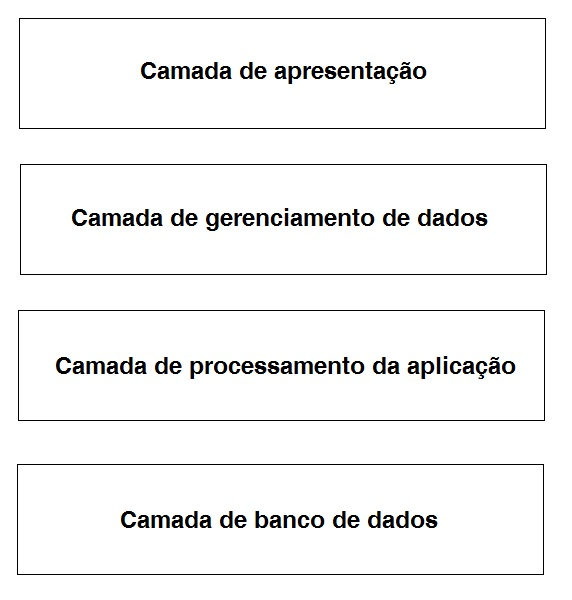 Camada de apresentação
Camada de gerenciamento de dados
Camada de processamento da aplicação
Camada de banco de dados